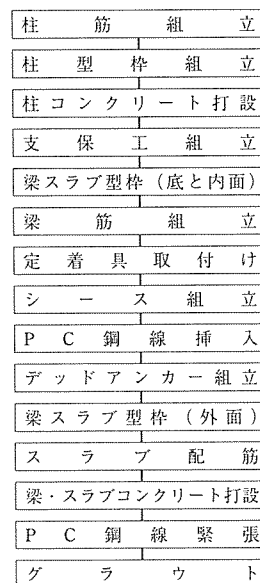 柱筋組立
柱型枠組立
柱コンクリート打設
支保工組立
梁スラブ型枠(底と内面)
梁筋組立
定着具取付け
シース組立
PC鋼線挿入
デッドアンカー組立
梁スラブ型枠(外面)
スラブ配筋
梁・スラブコンクリート打設
PC鋼線緊張
グラウト